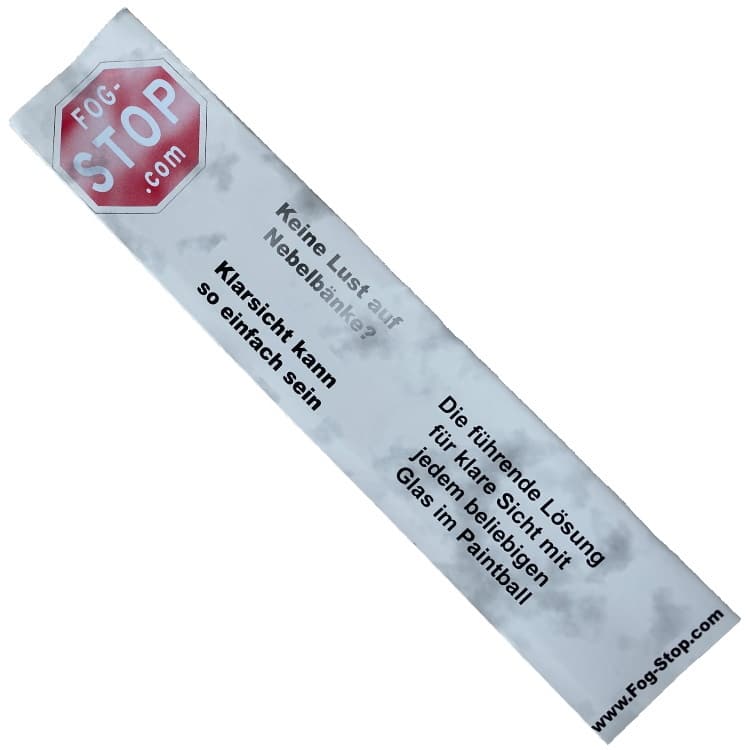 FOG-
STOP
.com
Keine Lust auf
Nebelbänke?
Klarsicht kann
so einfach sein
Die führende Lösung
für klare Sicht mit
jedem beliebigen
Glas im Paintball
www.Fog-Stop.com